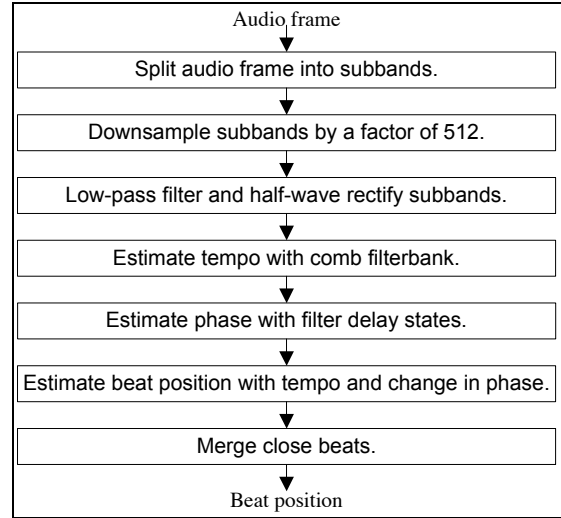 Audio frame
Split audio frame into subbands.
Downsample subbands by a factor of 512.
Low-pass filter and half-wave rectify subbands.
Estimate tempo with comb filterbank.
Estimate phase with filter delay states.
Estimate beat position with tempo and change in phase.
Merge close beats.
Beat position